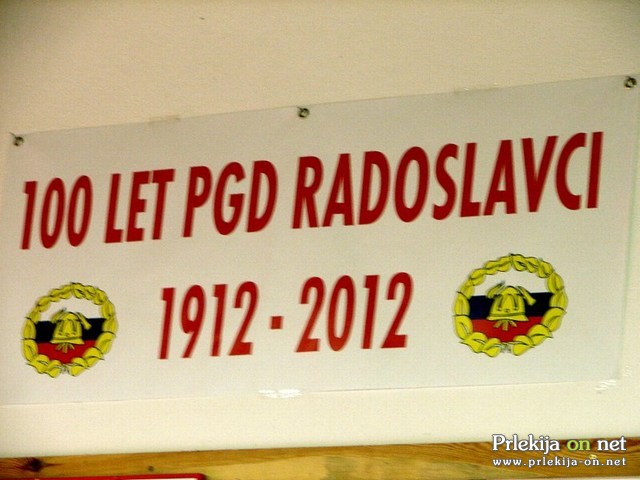 100 LET PGD RADOSLAVCI
1912 - 2012
Prlekija on net
www.prlekija-on.net